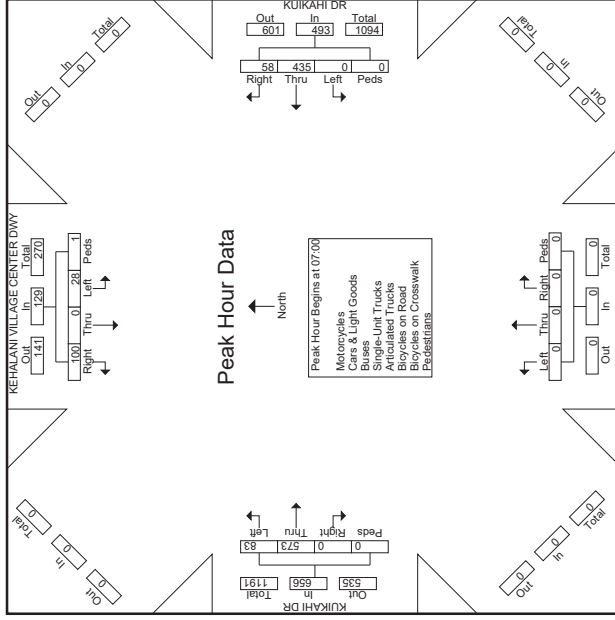 KUIKAHI DR
Out In Total
601 493 1094
58 435 0 0
Right Thru Left Peds
Out In Total
0 0 0
KEHALANI VILLAGE CENTER DWY
Out In Total
141 129 270
100 0 28 1
Right Thru Left Peds
Peak Hour Data
North
Peak Hour Begins at 07:00
Motorcycles
Cars & Light Goods
Buses
Single-Unit Trucks
Articulated Trucks
Bicycles on Road
Bicycles on Crosswalk
Pedestrians
Out In Total
0 0 0
Left Thru Right Peds
0 0 0 0
0 0 0
Out In Total
Left Thru Right Peds
83 573 0 0
1191 656 535
Total In Out
KUIKAHI DR
Total In Out
0 0 0
Out In Total
0 0 0